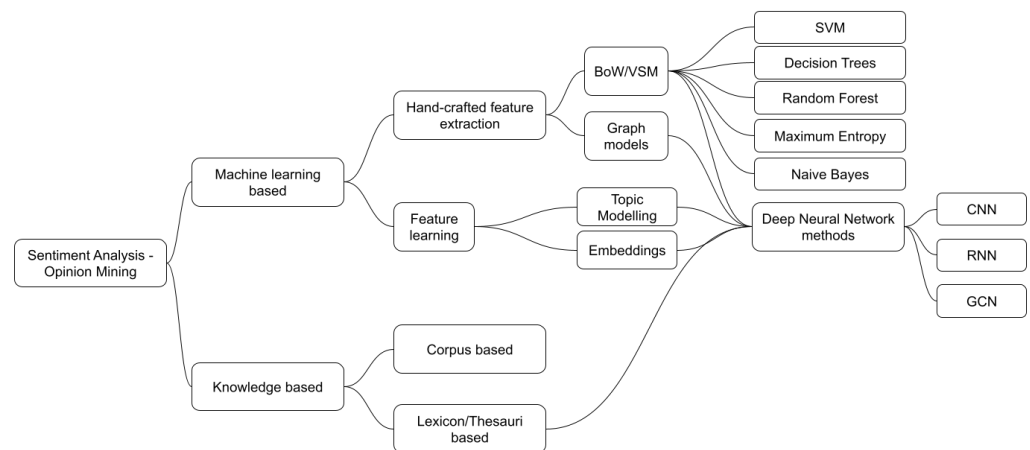 Sentiment Analysis -
Opinion Mining
Machine learning
based
Knowledge based
Hand-crafted feature
extraction
Feature
learning
Corpus based
Lexicon/Thesauri
based
BoW/VSM
Graph
models
Topic
Modelling
Embeddings
SVM
Decision Trees
Random Forest
Maximum Entropy
Naive Bayes
Deep Neural Network
methods
CNN
RNN
GCN